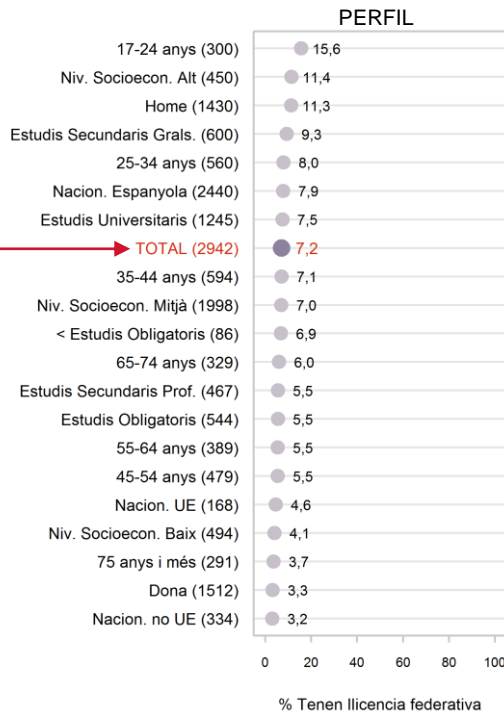 PERFIL
17-24 anys (300) 15,6
Niv. Socioecon. Alt (450) 11,4
Home (1430) 11,3
Estudis Secundaris Grals. (600) 9,3
25-34 anys (560) 8,0
Nacion. Espanyola (2440) 7,9
Estudis Universitaris (1245) 7,5
TOTAL (2942) 7,2
35-44 anys (594) 7,1
Niv. Socioecon. Mitjà (1998) 7,0
< Estudis Obligatoris (86) 6,9
65-74 anys (329) 6,0
Estudis Secundaris Prof. (467) 5,5
Estudis Obligatoris (544) 5,5
55-64 anys (389) 5,5
45-54 anys (479) 5,5
Nacion. UE (168) 4,6
Niv. Socioecon. Baix (494) 4,1
75 anys i més (291) 3,7
Dona (1512) 3,3
Nacion. no UE (334) 3,2
0 20 40 60 80 100
% Tenen llicencia federativa